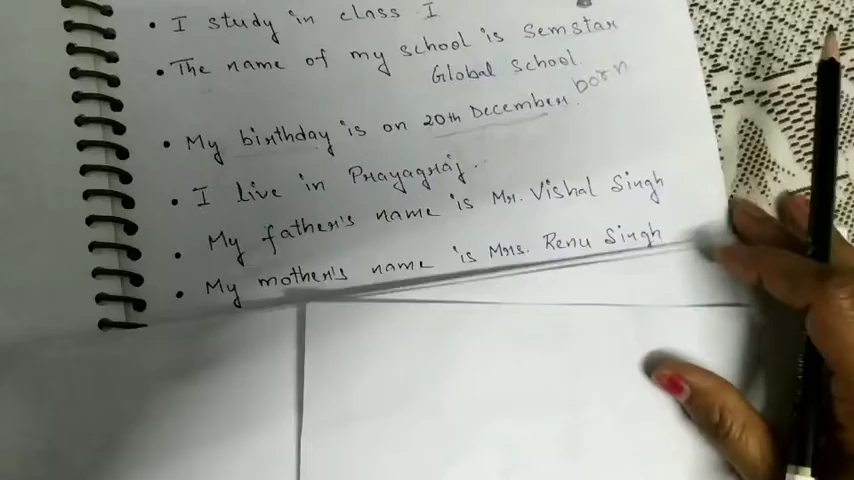 • I study in class I
• The name of my school is Semstar
Global School.
born
• My birthday is on 20th December.
• I live in Prayagraj.
• My father's name is Mr. Vishal Singh
• My mother's name is Mrs. Renu Singh